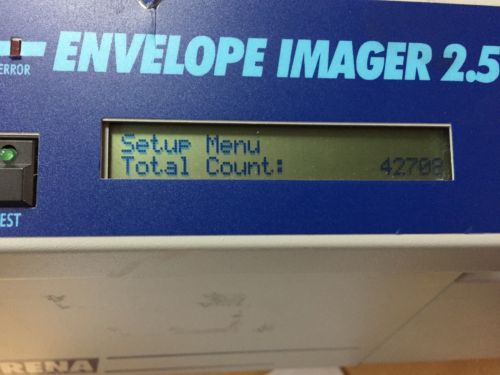 ENVELOPE IMAGER 2.5
ERROR
Setup Menu
Total Count: 42708
EST
RENA